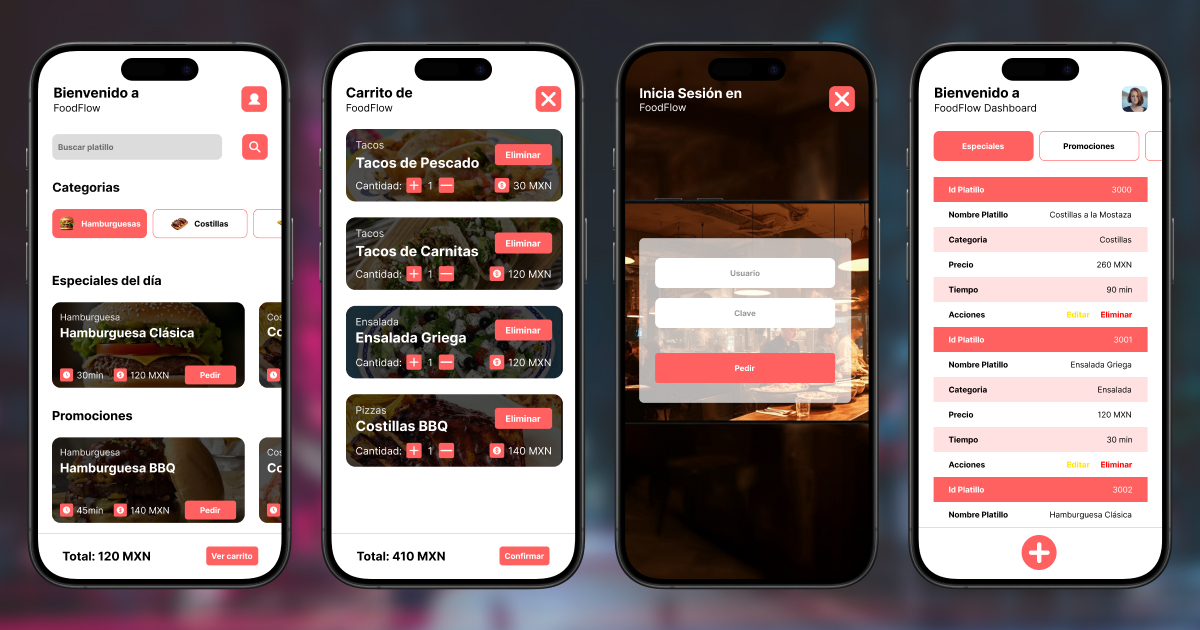 Bienvenido a
FoodFlow
Buscar platillo
Categorias
Hamburguesas
Costillas
Especiales del día
Hamburguesa
Hamburguesa Clásica
30min
120 MXN
Pedir
Cos
Co
Promociones
Hamburguesa
Hamburguesa BBQ
45min
140 MXN
Pedir
Cos
Co
Total: 120 MXN
Ver carrito
Carrito de
FoodFlow
Tacos
Tacos de Pescado
Eliminar
Cantidad: + 1 —
30 MXN
Tacos
Tacos de Carnitas
Eliminar
Cantidad: + 1 —
120 MXN
Ensalada
Ensalada Griega
Eliminar
Cantidad: + 1 —
120 MXN
Pizzas
Costillas BBQ
Eliminar
Cantidad: + 1 —
140 MXN
Total: 410 MXN
Confirmar
Inicia Sesión en
FoodFlow
Usuario
Clave
Pedir
Bienvenido a
FoodFlow Dashboard
Especiales
Promociones
Id Platillo 3000
Nombre Platillo Costillas a la Mostaza
Categoria Costillas
Precio 260 MXN
Tiempo 90 min
Acciones Editar Eliminar
Id Platillo 3001
Nombre Platillo Ensalada Griega
Categoria Ensalada
Precio 120 MXN
Tiempo 30 min
Acciones Editar Eliminar
Id Platillo 3002
Nombre Platillo Hamburguesa Clásica